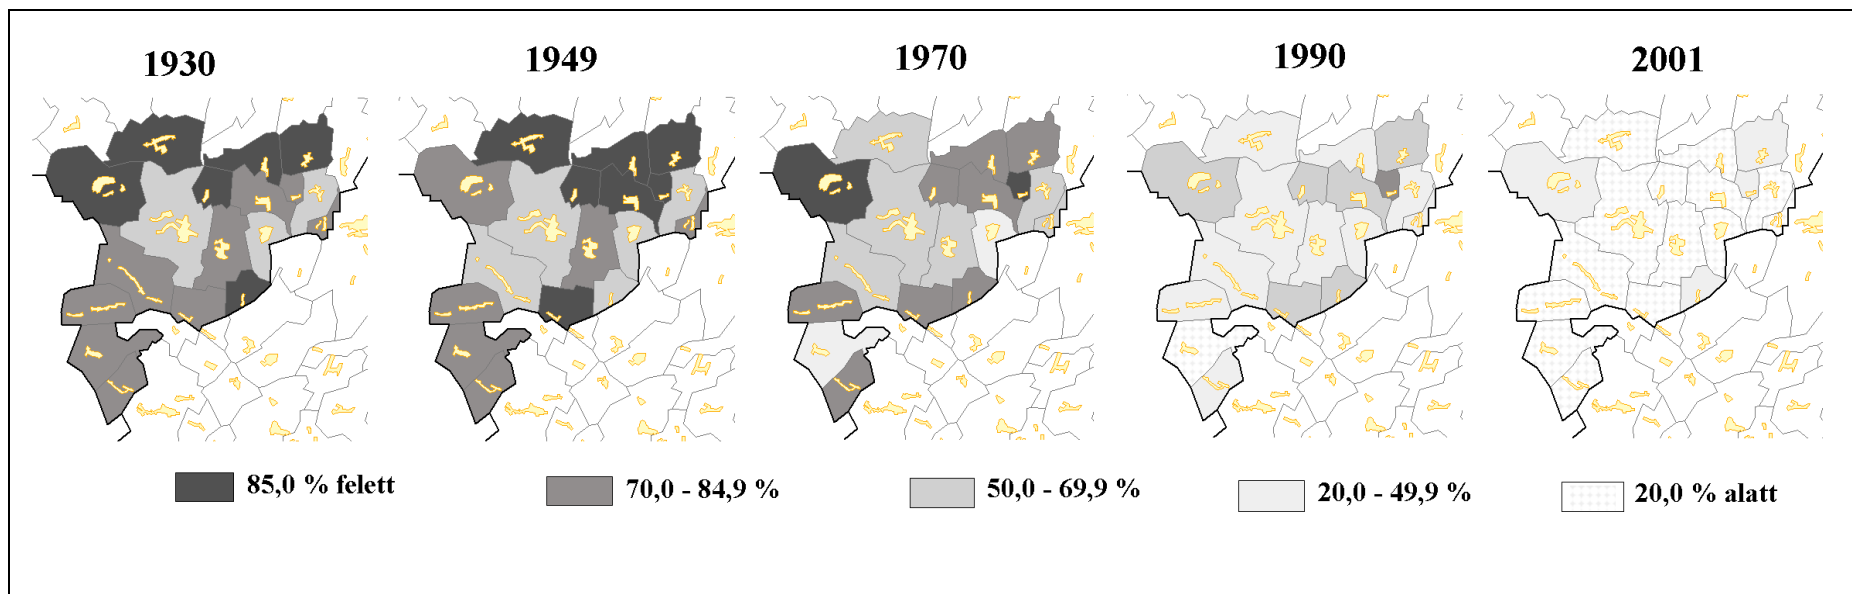 1930
1949
1970
1990
2001
85,0 % felett
70,0 - 84,9 %
50,0 - 69,9 %
20,0 - 49,9 %
20,0 % alatt